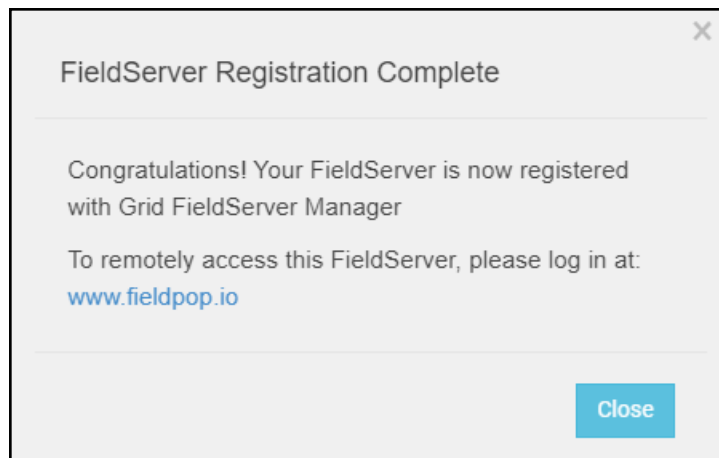 FieldServer Registration Complete
Congratulations! Your FieldServer is now registered
with Grid FieldServer Manager
To remotely access this FieldServer, please log in at:
www.fieldpop.io
Close